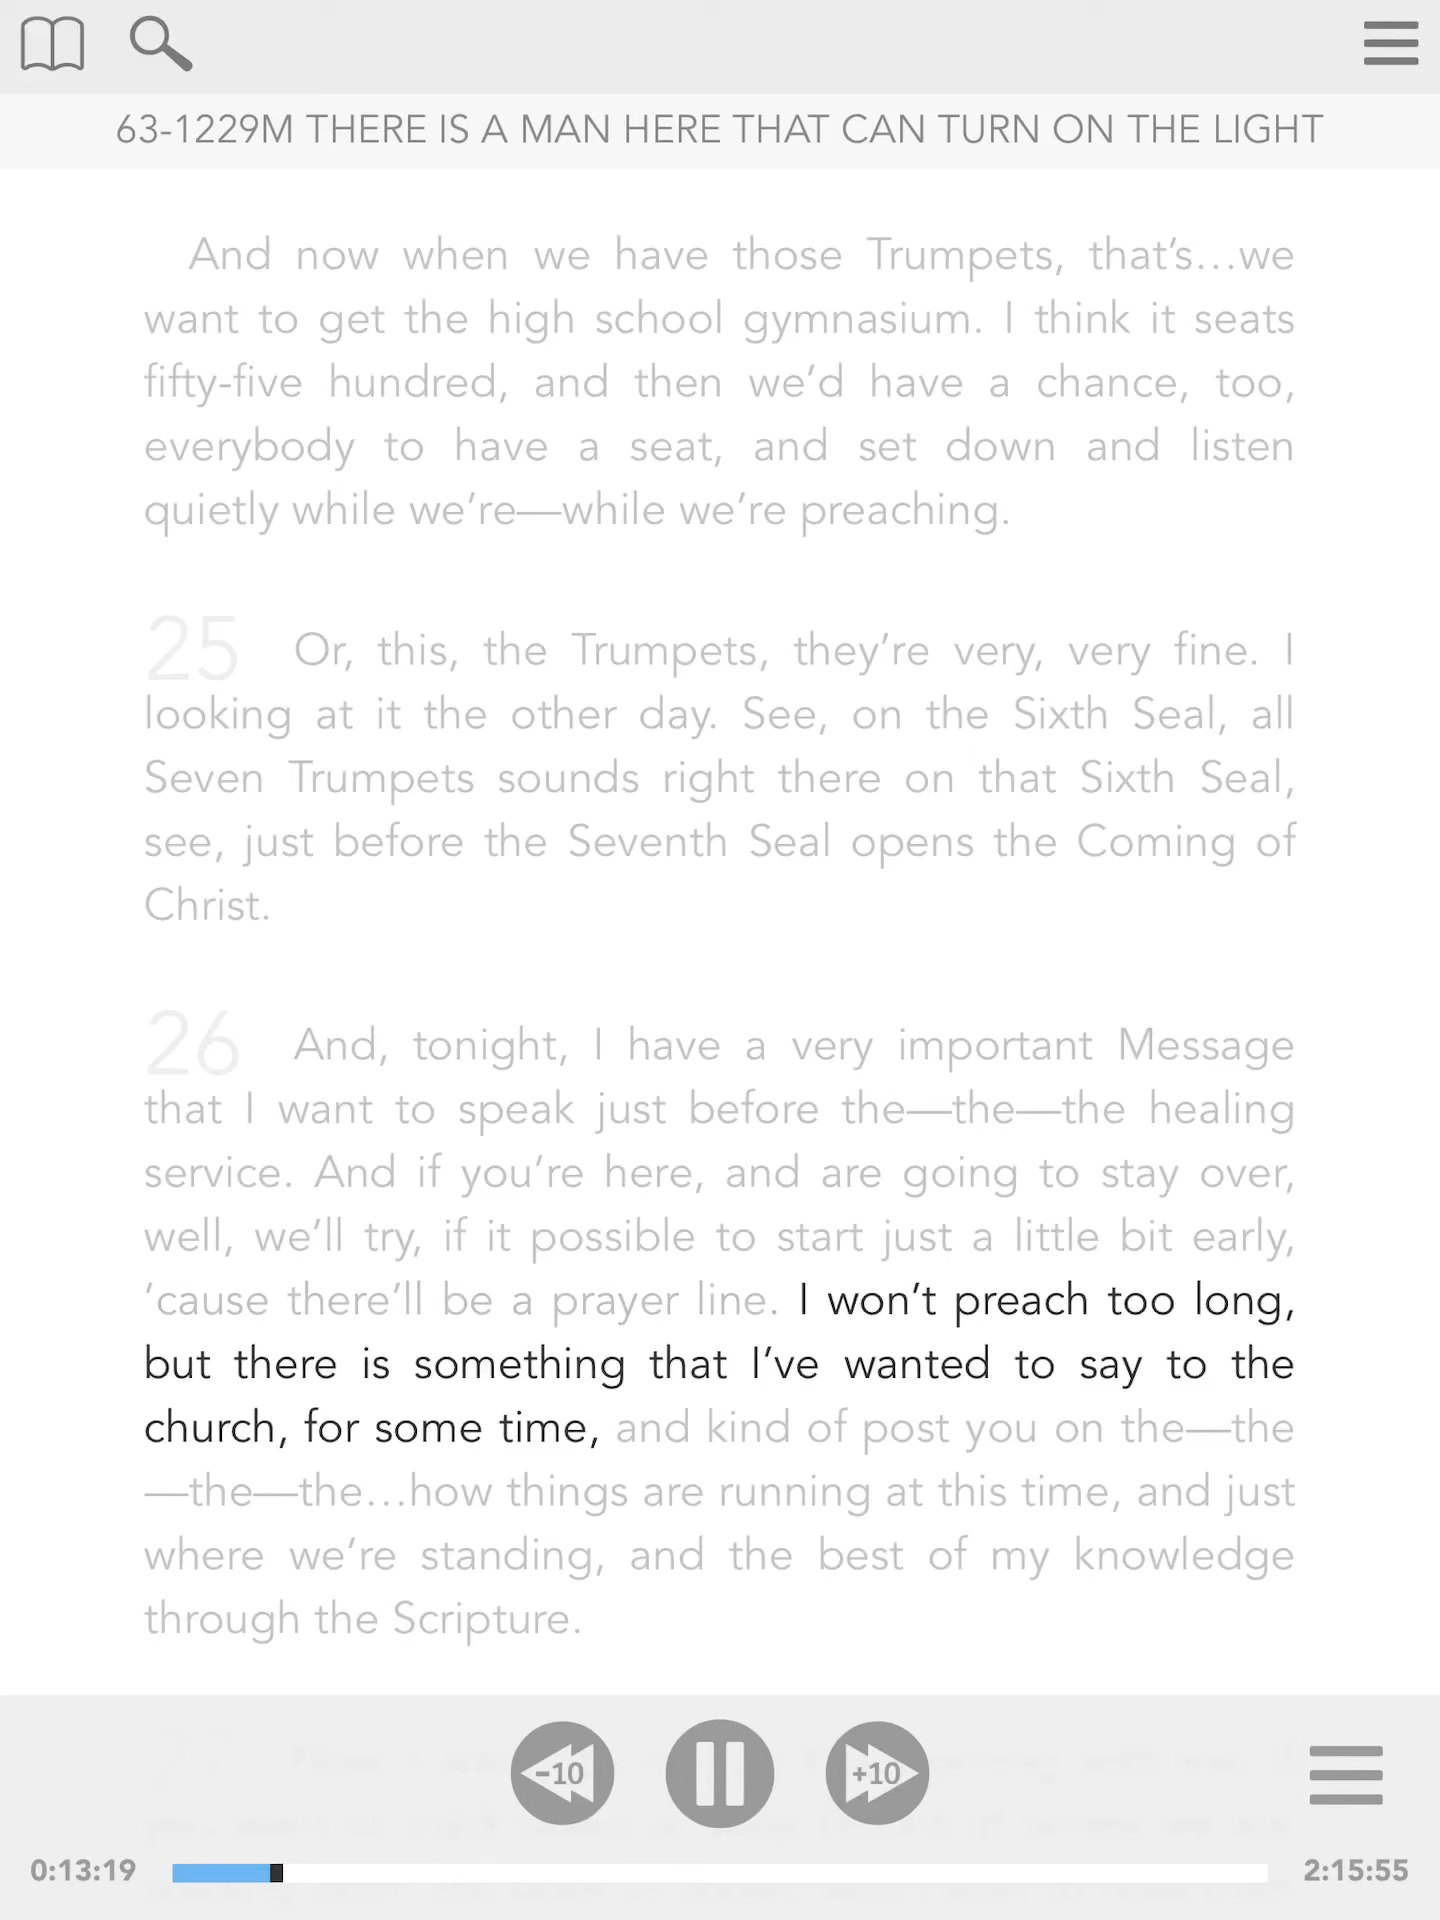 63-1229M THERE IS A MAN HERE THAT CAN TURN ON THE LIGHT
And now when we have those Trumpets, that’s…we
want to get the high school gymnasium. I think it seats
fifty-five hundred, and then we’d have a chance, too,
everybody to have a seat, and set down and listen
quietly while we’re—while we’re preaching.
25 Or, this, the Trumpets, they’re very, very fine. I
looking at it the other day. See, on the Sixth Seal, all
Seven Trumpets sounds right there on that Sixth Seal,
see, just before the Seventh Seal opens the Coming of
Christ.
26 And, tonight, I have a very important Message
that I want to speak just before the—the—the healing
service. And if you’re here, and are going to stay over,
well, we’ll try, if it possible to start just a little bit early,
’cause there’ll be a prayer line. I won’t preach too long,
but there is something that I’ve wanted to say to the
church, for some time, and kind of post you on the—the
—the—the…how things are running at this time, and just
where we’re standing, and the best of my knowledge
through the Scripture.
-10 +10
0:13:19 2:15:55